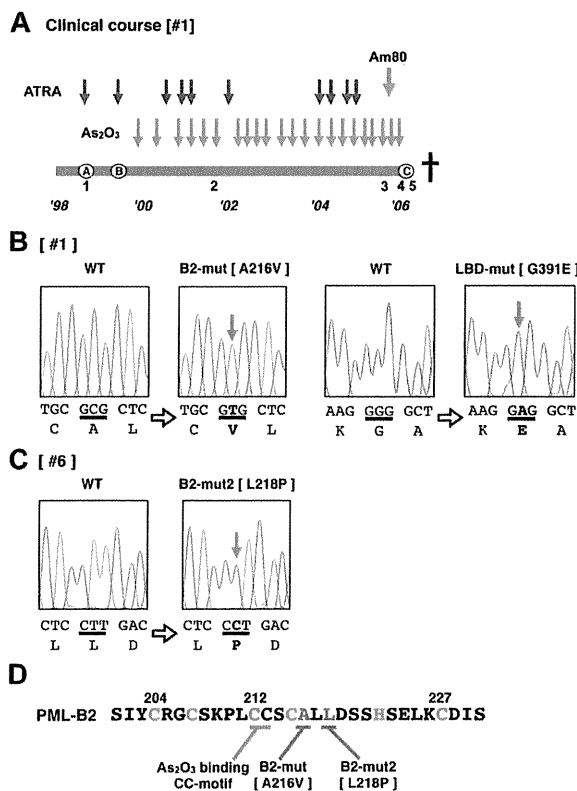 A Clinical course [#1]
Am80
ATRA
As₂O₃
A B C
1 2 3 4 5
'98 '00 '02 '04 '06
B [ #1 ]
WT B2-mut [ A216V ] WT LBD-mut [ G391E ]
TGC GCG CTC TGC GTG CTC AAG GGG GCT AAG GAG GCT
C A L C V L K G A K E A
C [ #6 ]
WT B2-mut2 [ L218P ]
CTC CTT GAC CTC CCT GAC
L L D L P D
D
204 212 227
PML-B2 SIYCRGCSKPLCCSCALLDSSHSELKCDIS
As₂O₃ binding B2-mut B2-mut2
CC-motif [ A216V ] [ L218P ]